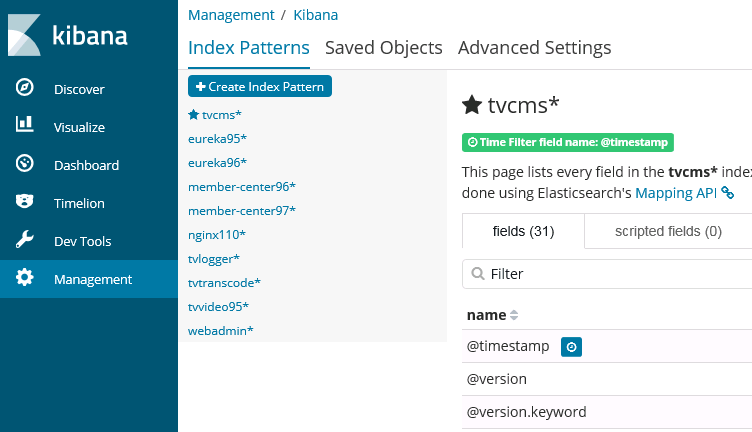 kibana
Discover
Visualize
Dashboard
Timelion
Dev Tools
Management
Management / Kibana
Index Patterns Saved Objects Advanced Settings
Create Index Pattern
tvcms*
eureka95*
eureka96*
member-center96*
member-center97*
nginx110*
tvlogger*
tvtranscode*
tvvideo95*
webadmin*
tvcms*
Time Filter field name: @timestamp
This page lists every field in the tvcms* inde
done using Elasticsearch's Mapping API
fields (31) scripted fields (0)
Filter
name
@timestamp
@version
@version.keyword